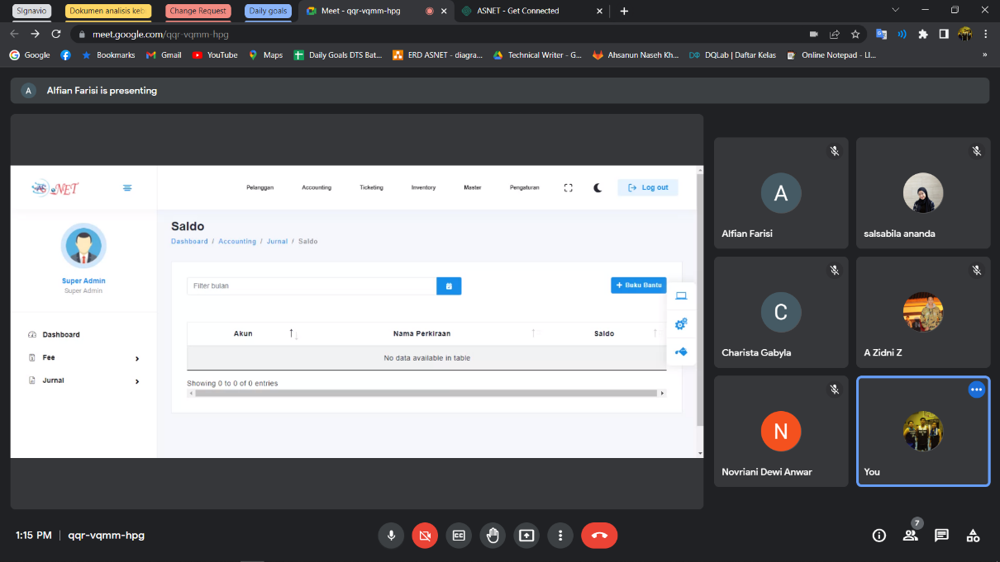 SIgnavio
Dokumen analisis keb
Change Request
Daily goals
Meet - qqr-vqmm-hpg
ASNET - Get Connected
meet.google.com/qqr-vqmm-hpg
Google
Bookmarks
Gmail
YouTube
Maps
Daily Goals DTS Bat...
ERD ASNET - diagra...
Technical Writer - G...
Ahsanun Naseh Kh...
DQLab | Daftar Kelas
Online Notepad - Ll...
»
A
Alfian Farisi is presenting
AS NET
Pelanggan
Accounting
Ticketing
Inventory
Master
Pengaturan
Log out
Super Admin
Super Admin
Dashboard
Fee
Jurnal
Saldo
Dashboard / Accounting / Jurnal / Saldo
Filter bulan
+ Buku Bantu
Akun
Nama Perkiraan
Saldo
No data available in table
Showing 0 to 0 of 0 entries
A
Alfian Farisi
salsabila ananda
C
Charista Gabyla
A Zidni Z
N
Novriani Dewi Anwar
You
1:15 PM | qqr-vqmm-hpg
7